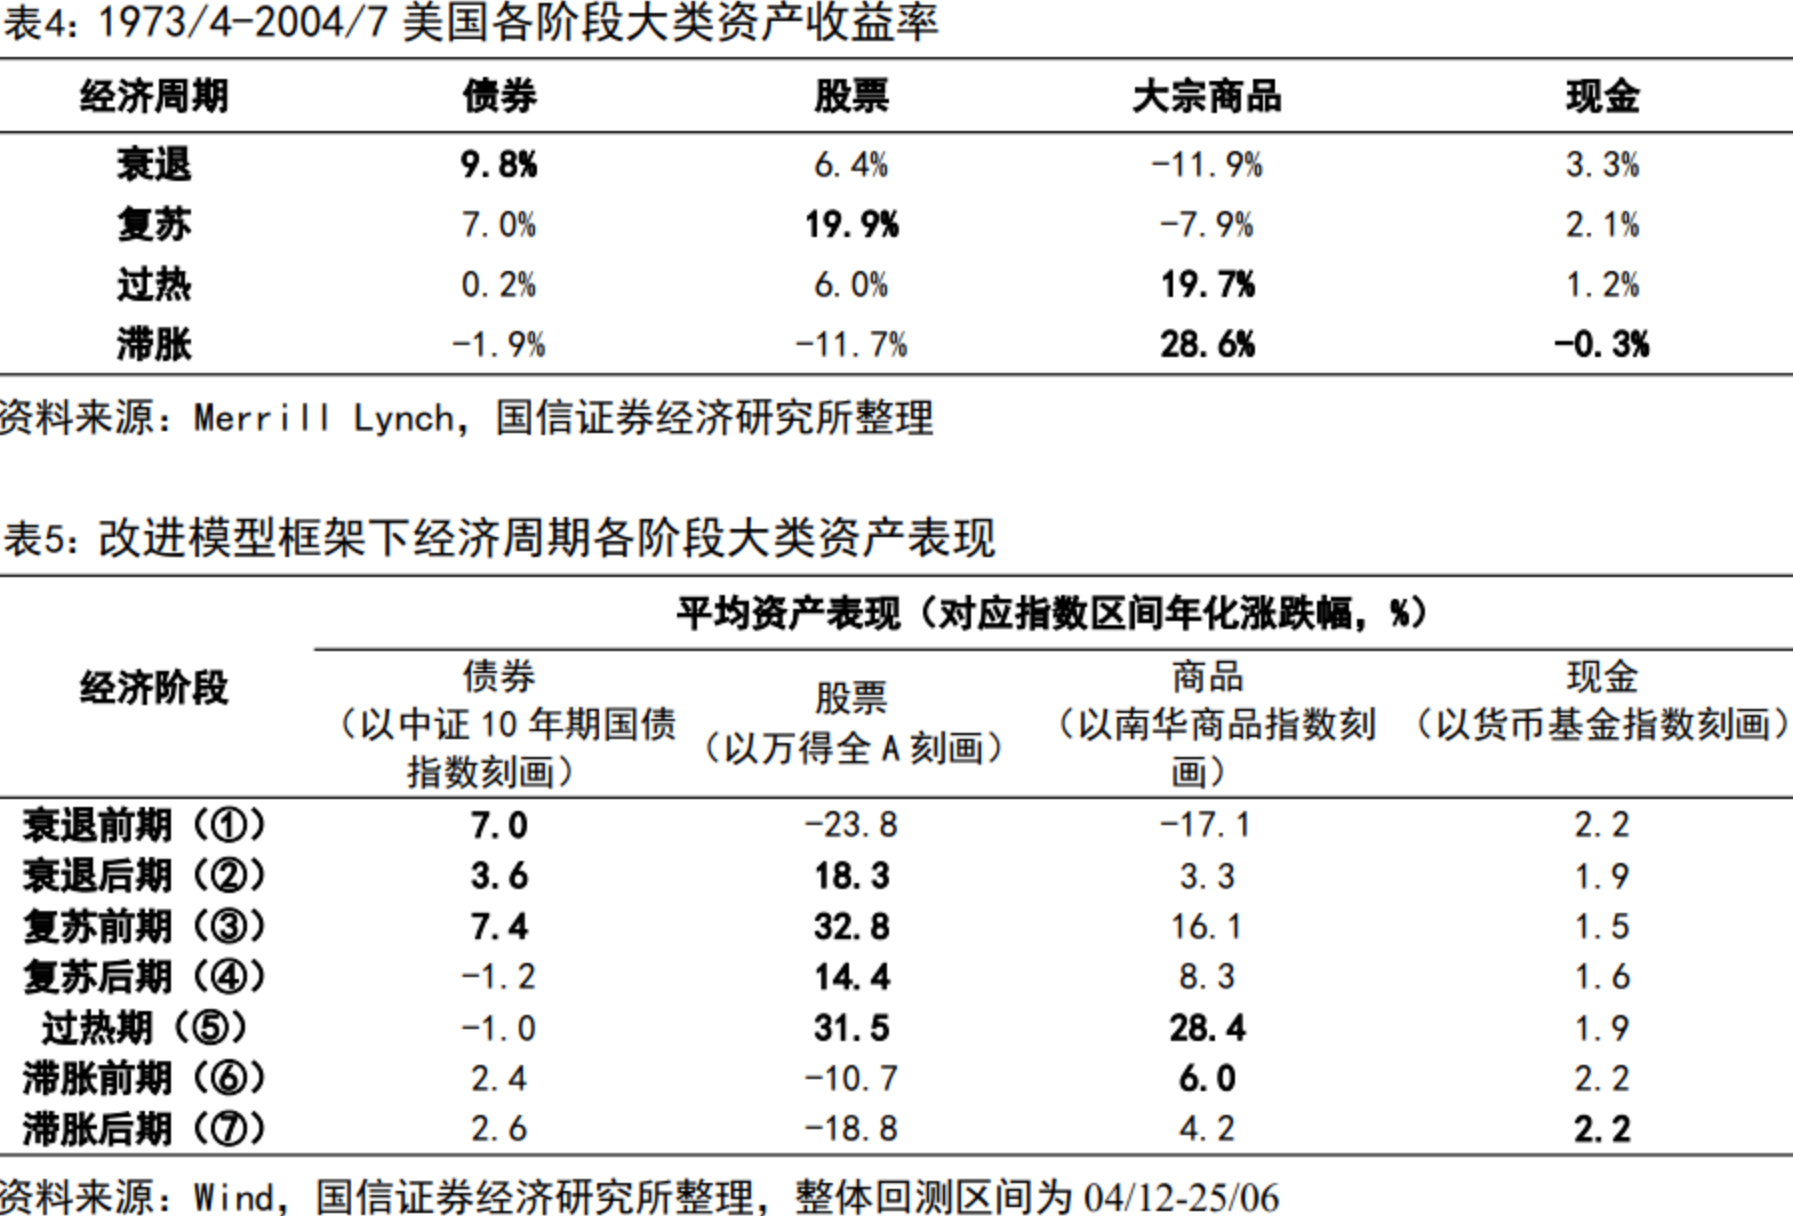 表4：1973/4-2004/7 美国各阶段大类资产收益率
经济周期 债券 股票 大宗商品 现金
衰退 9.8% 6.4% -11.9% 3.3%
复苏 7.0% 19.9% -7.9% 2.1%
过热 0.2% 6.0% 19.7% 1.2%
滞胀 -1.9% -11.7% 28.6% -0.3%
资料来源：Merrill Lynch，国信证券经济研究所整理
表5：改进模型框架下经济周期各阶段大类资产表现
平均资产表现（对应指数区间年化涨跌幅，%）
经济阶段
债券
（以中证 10 年期国债
指数刻画）
股票
（以万得全 A 刻画）
商品
（以南华商品指数刻
画）
现金
（以货币基金指数刻画）
衰退前期（①） 7.0 -23.8 -17.1 2.2
衰退后期（②） 3.6 18.3 3.3 1.9
复苏前期（③） 7.4 32.8 16.1 1.5
复苏后期（④） -1.2 14.4 8.3 1.6
过热期（⑤） -1.0 31.5 28.4 1.9
滞胀前期（⑥） 2.4 -10.7 6.0 2.2
滞胀后期（⑦） 2.6 -18.8 4.2 2.2
资料来源：Wind，国信证券经济研究所整理，整体回测区间为 04/12-25/06